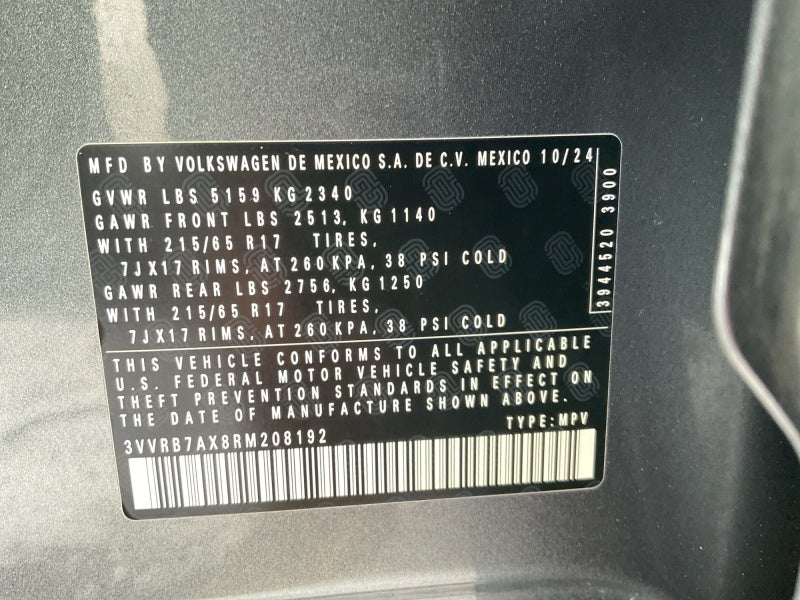 MFD BY VOLKSWAGEN DE MEXICO S.A. DE C.V. MEXICO 10/24
GVWR LBS 5159 KG 2340
GAWR FRONT LBS 2513, KG 1140
WITH 215/65 R17 TIRES,
7JX17 RIMS, AT 260 KPA, 38 PSI COLD
GAWR REAR LBS 2756, KG 1250
WITH 215/65 R17 TIRES,
7JX17 RIMS, AT 260 KPA, 38 PSI COLD
3944520 3900
THIS VEHICLE CONFORMS TO ALL APPLICABLE
U.S. FEDERAL MOTOR VEHICLE SAFETY AND
THEFT PREVENTION STANDARDS IN EFFECT ON
THE DATE OF MANUFACTURE SHOWN ABOVE.
TYPE: MPV
3VVRB7AX8RM208192